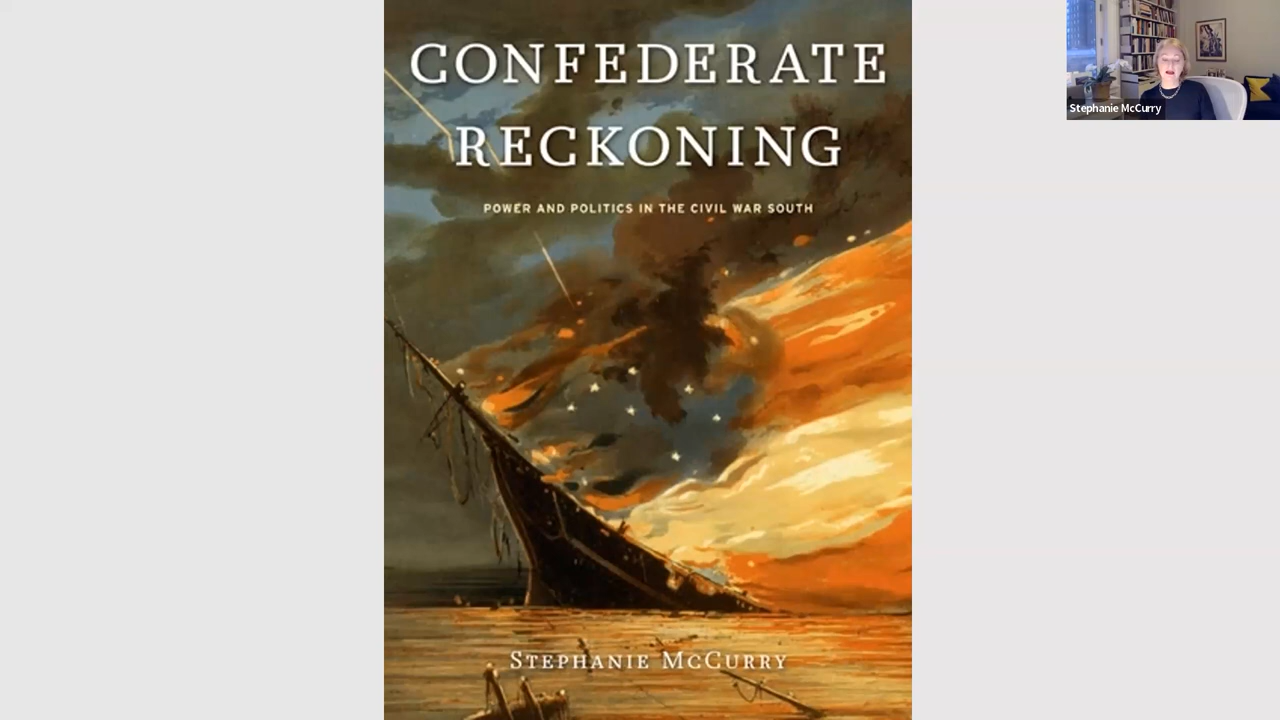 CONFEDERATE
RECKONING
POWER AND POLITICS IN THE CIVIL WAR SOUTH
STEPHANIE MCCURRY
Stephanie McCurry